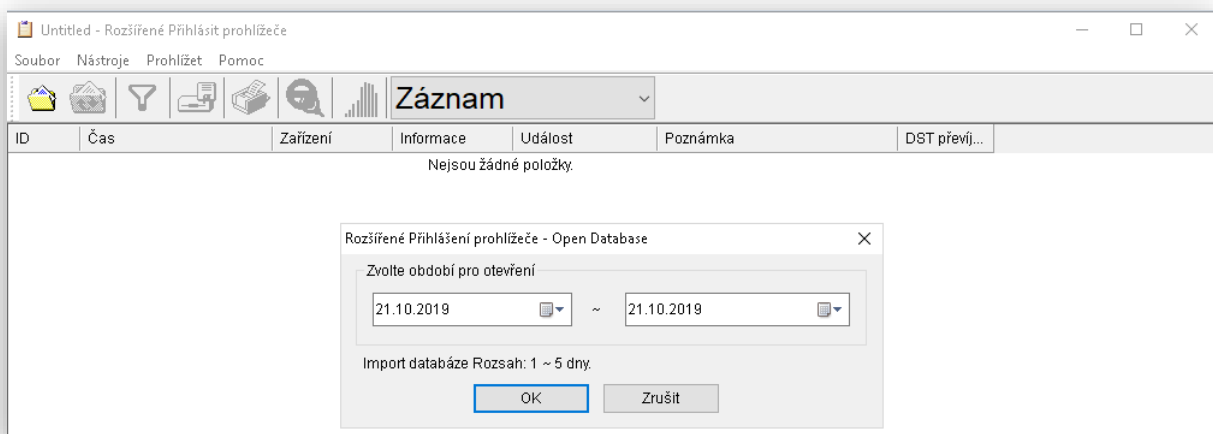 Untitled - Rozšířené Přihlásit prohlížeče
Soubor Nástroje Prohlížet Pomoc
Záznam
ID Čas Zařízení Informace Událost Poznámka DST převíj...
Nejsou žádné položky.
Rozšířené Přihlášení prohlížeče - Open Database
Zvolte období pro otevření
21.10.2019 ~ 21.10.2019
Import databáze Rozsah: 1 ~ 5 dny.
OK Zrušit